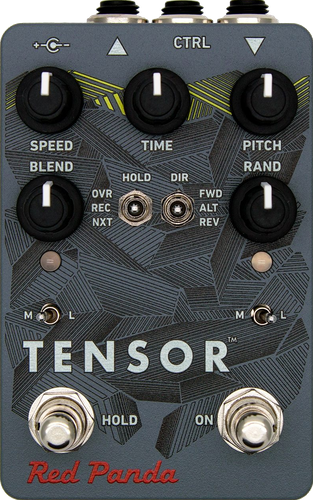 CTRL
SPEED TIME PITCH
BLEND RAND
HOLD DIR
OVR FWD
REC ALT
NXT REV
M L M L
TENSOR™
HOLD ON
Red Panda